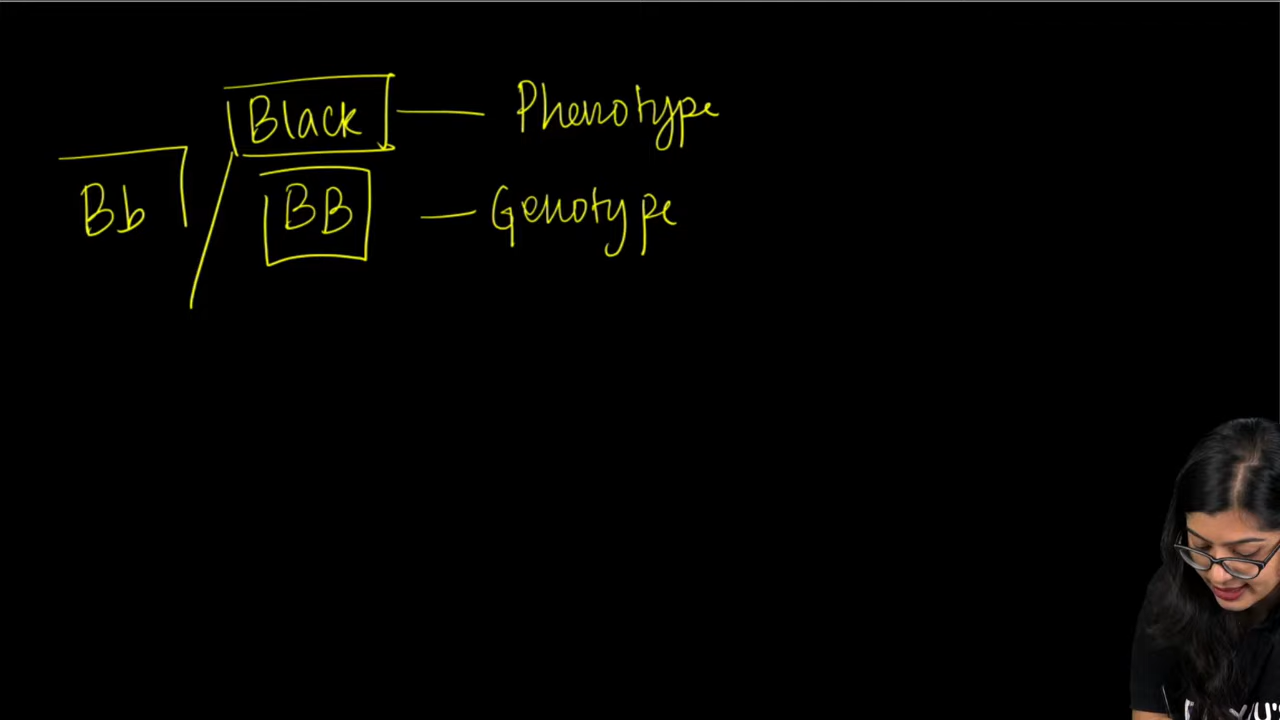 Black — Phenotype
Bb / BB — Genotype